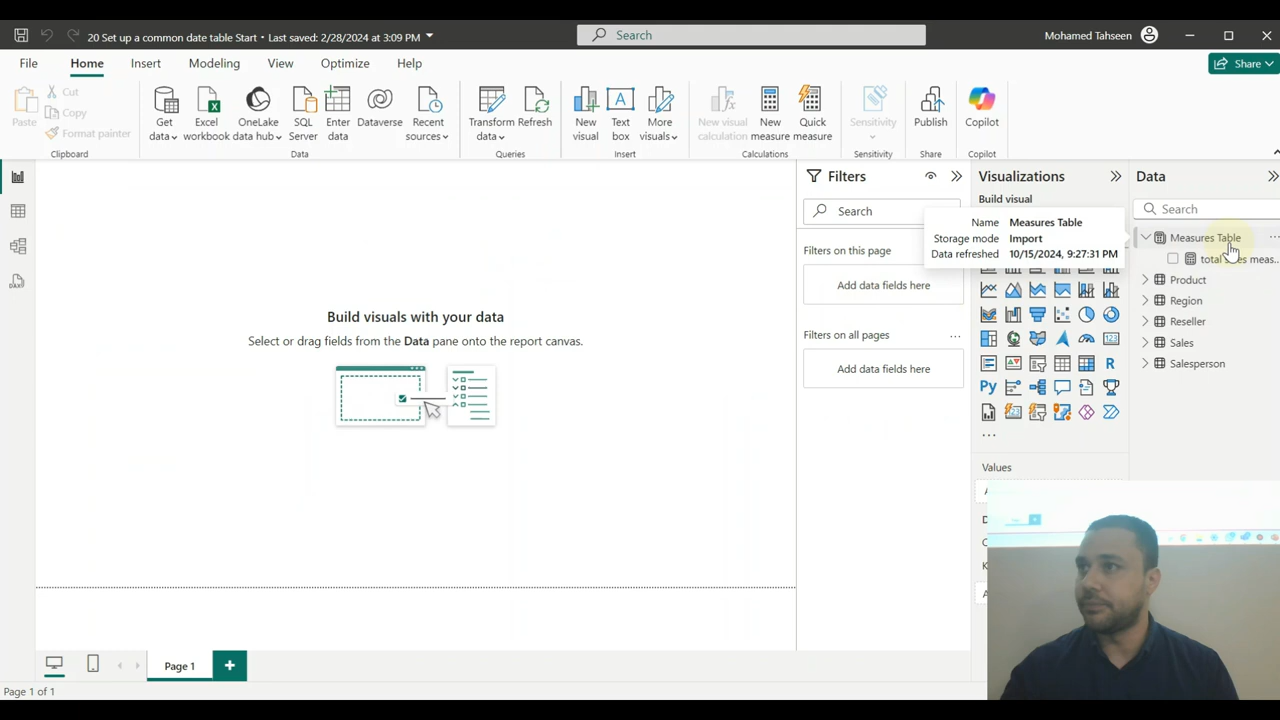 20 Set up a common date table Start • Last saved: 2/28/2024 at 3:09 PM
Search
Mohamed Tahseen
File Home Insert Modeling View Optimize Help
Share
Paste
Cut
Copy
Format painter
Clipboard
Get data
Excel workbook
OneLake data hub
SQL Server
Enter data
Dataverse
Recent sources
Data
Transform data
Refresh
Queries
New visual
Text box
More visuals
Insert
New visual calculation
New measure
Quick measure
Calculations
Sensitivity
Sensitivity
Publish
Share
Copilot
Copilot
Filters
Search
Filters on this page
Add data fields here
Filters on all pages
...
Add data fields here
Visualizations
Build visual
Name Measures Table
Storage mode Import
Data refreshed 10/15/2024, 9:27:31 PM
R
Py
123
...
Values
Data
Search
Measures Table
Product
Region
Reseller
Sales
Salesperson
Build visuals with your data
Select or drag fields from the Data pane onto the report canvas.
Page 1
Page 1 of 1